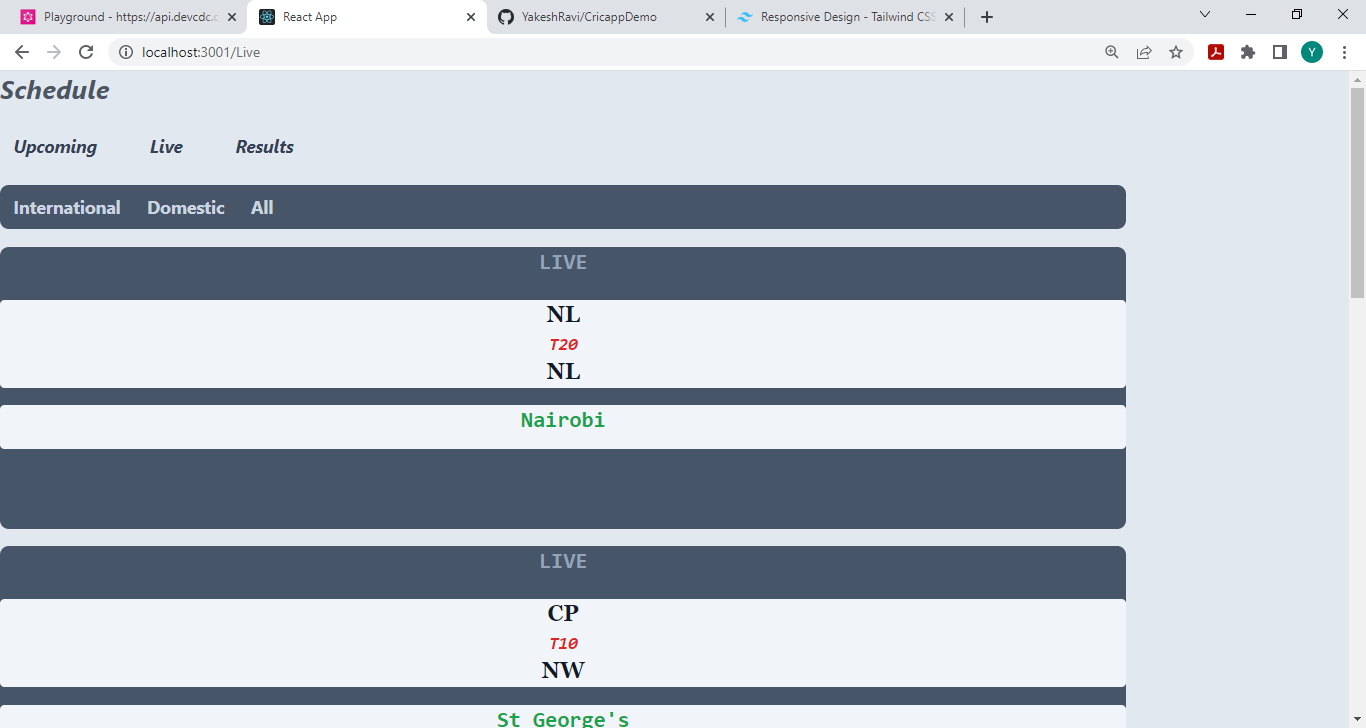 Playground - https://api.devcdc.c
React App
YakeshRavi/CricappDemo
Responsive Design - Tailwind CSS
localhost:3001/Live
Y
Schedule
Upcoming Live Results
International Domestic All
LIVE
NL
T20
NL
Nairobi
LIVE
CP
T10
NW
St George's